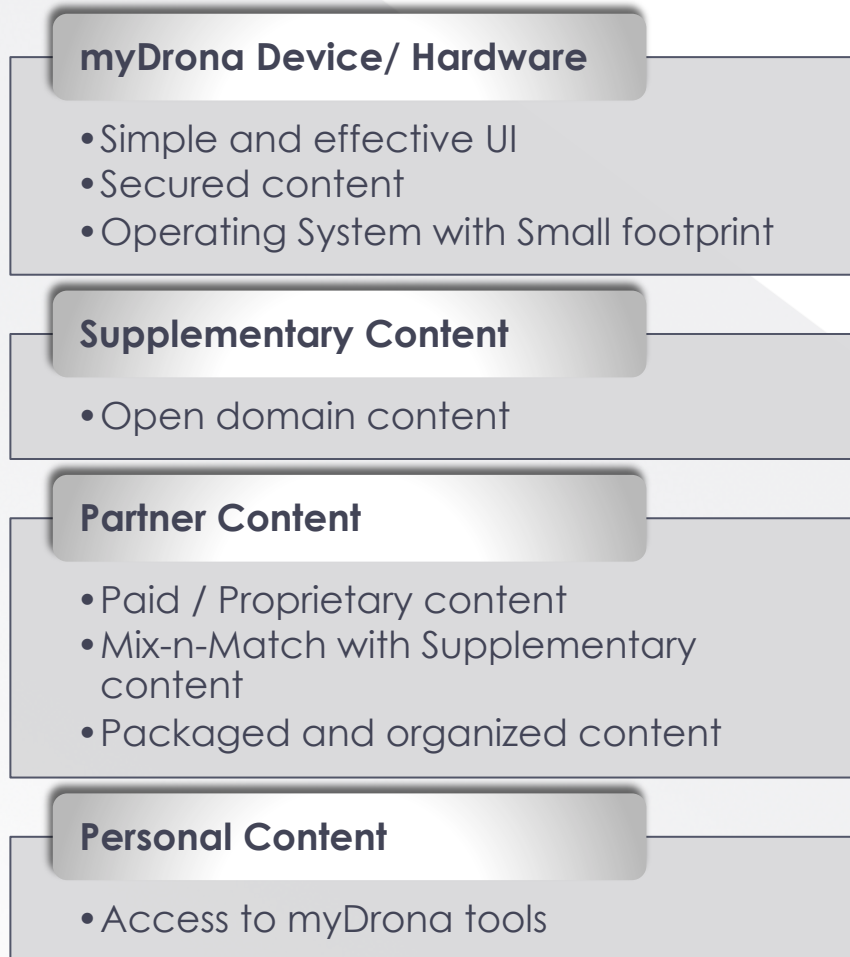 myDrona Device/ Hardware
•Simple and effective UI
•Secured content
•Operating System with Small footprint
Supplementary Content
•Open domain content
Partner Content
•Paid / Proprietary content
•Mix-n-Match with Supplementary
content
•Packaged and organized content
Personal Content
•Access to myDrona tools